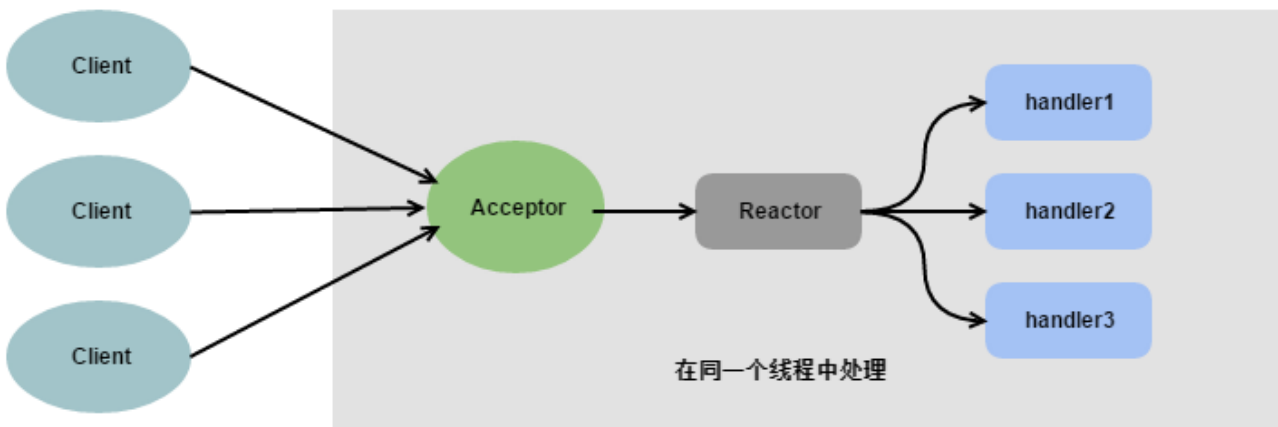 Client
Client
Client
Acceptor
Reactor
handler1
handler2
handler3
在同一个线程中处理